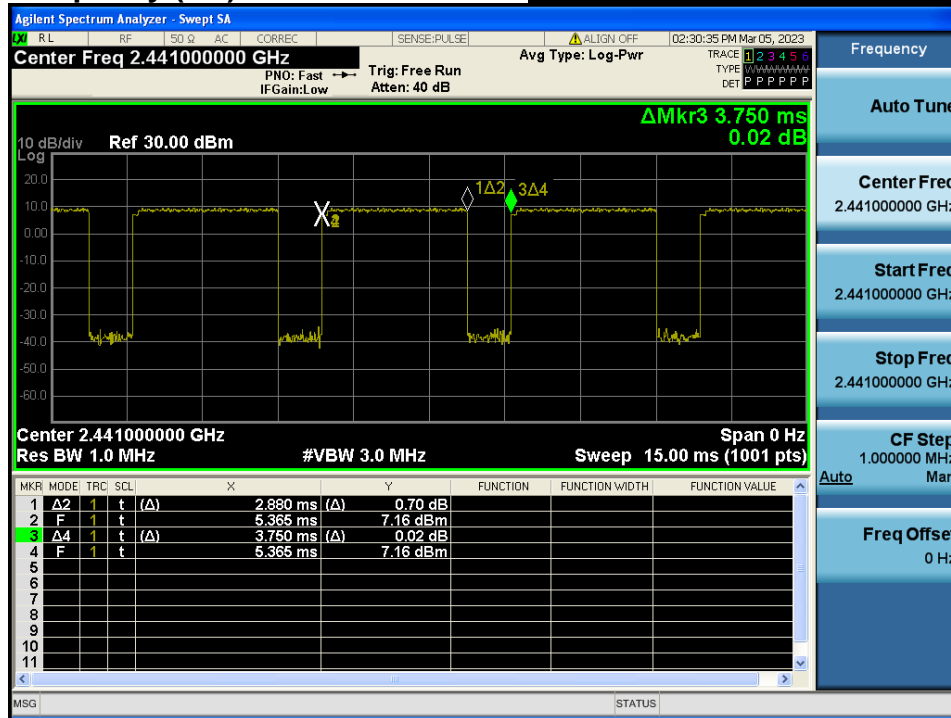 Agilent Spectrum Analyzer - Swept SA
LXI RL RF 50 Ω AC CORREC SENSE:PULSE ALIGN OFF 02:30:35 PM Mar 05, 2023
Center Freq 2.441000000 GHz
PNO: Fast
IFGain:Low
Trig: Free Run
Atten: 40 dB
Avg Type: Log-Pwr
TRACE 1 2 3 4 5 6
TYPE WWWWWW
DET P P P P P P
ΔMkr3 3.750 ms
0.02 dB
10 dB/div Ref 30.00 dBm
Log
20.0
10.0
0.00
-10.0
-20.0
-30.0
-40.0
-50.0
-60.0
1Δ2 3Δ4
X 2
Center 2.441000000 GHz Span 0 Hz
Res BW 1.0 MHz #VBW 3.0 MHz Sweep 15.00 ms (1001 pts)
MKR MODE TRC SCL X Y FUNCTION FUNCTION WIDTH FUNCTION VALUE
1 Δ2 1 t (Δ) 2.880 ms (Δ) 0.70 dB
2 F 1 t 5.365 ms 7.16 dBm
3 Δ4 1 t (Δ) 3.750 ms (Δ) 0.02 dB
4 F 1 t 5.365 ms 7.16 dBm
5
6
7
8
9
10
11
MSG STATUS
Frequency
Auto Tune
Center Freq
2.441000000 GHz
Start Freq
2.441000000 GHz
Stop Freq
2.441000000 GHz
CF Step
1.000000 MHz
Auto Man
Freq Offset
0 Hz